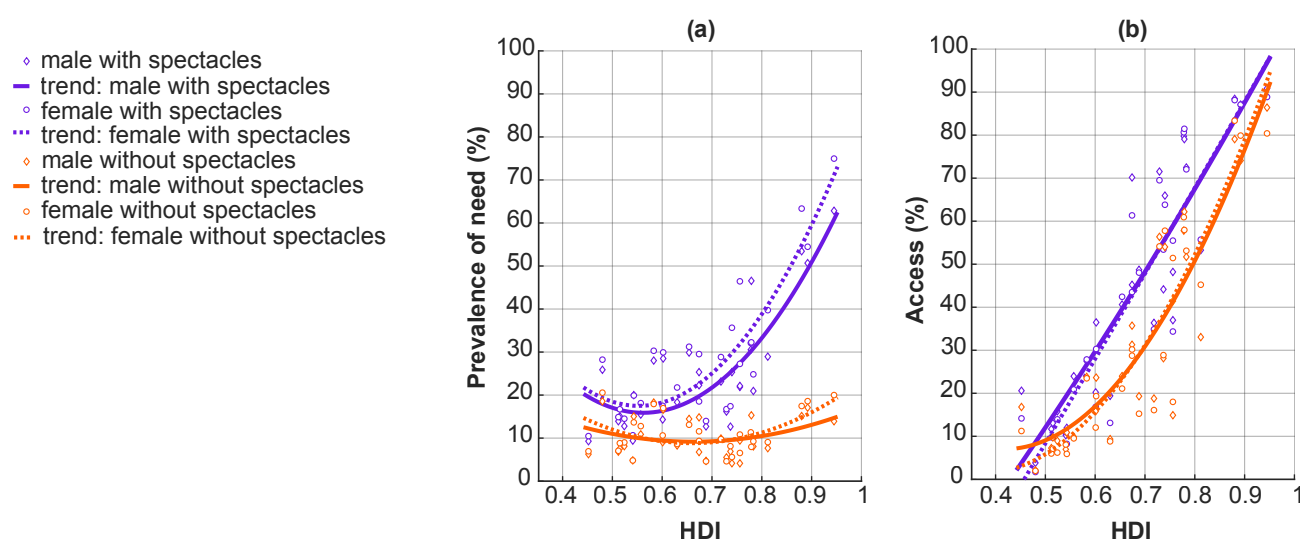 male with spectacles
trend: male with spectacles
female with spectacles
trend: female with spectacles
male without spectacles
trend: male without spectacles
female without spectacles
trend: female without spectacles
(a)
Prevalence of need (%)
100
90
80
70
60
50
40
30
20
10
0
0.4 0.5 0.6 0.7 0.8 0.9 1
HDI
(b)
Access (%)
100
90
80
70
60
50
40
30
20
10
0
0.4 0.5 0.6 0.7 0.8 0.9 1
HDI